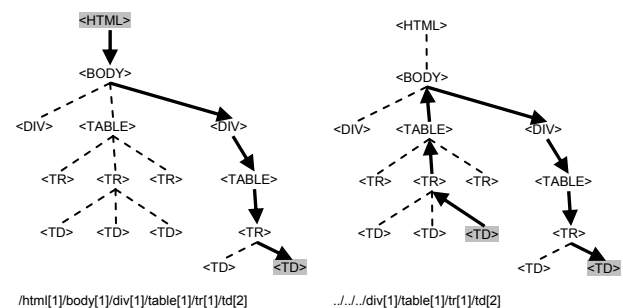 <HTML> <HTML>
<BODY> <BODY>
<DIV> <TABLE> <DIV> <DIV> <TABLE> <DIV>
<TR> <TR> <TR> <TABLE> <TR> <TR> <TR> <TABLE>
<TD> <TD> <TD> <TR> <TD> <TD> <TD> <TR>
<TD> <TD> <TD> <TD>
/html[1]/body[1]/div[1]/table[1]/tr[1]/td[2] ../../../div[1]/table[1]/tr[1]/td[2]